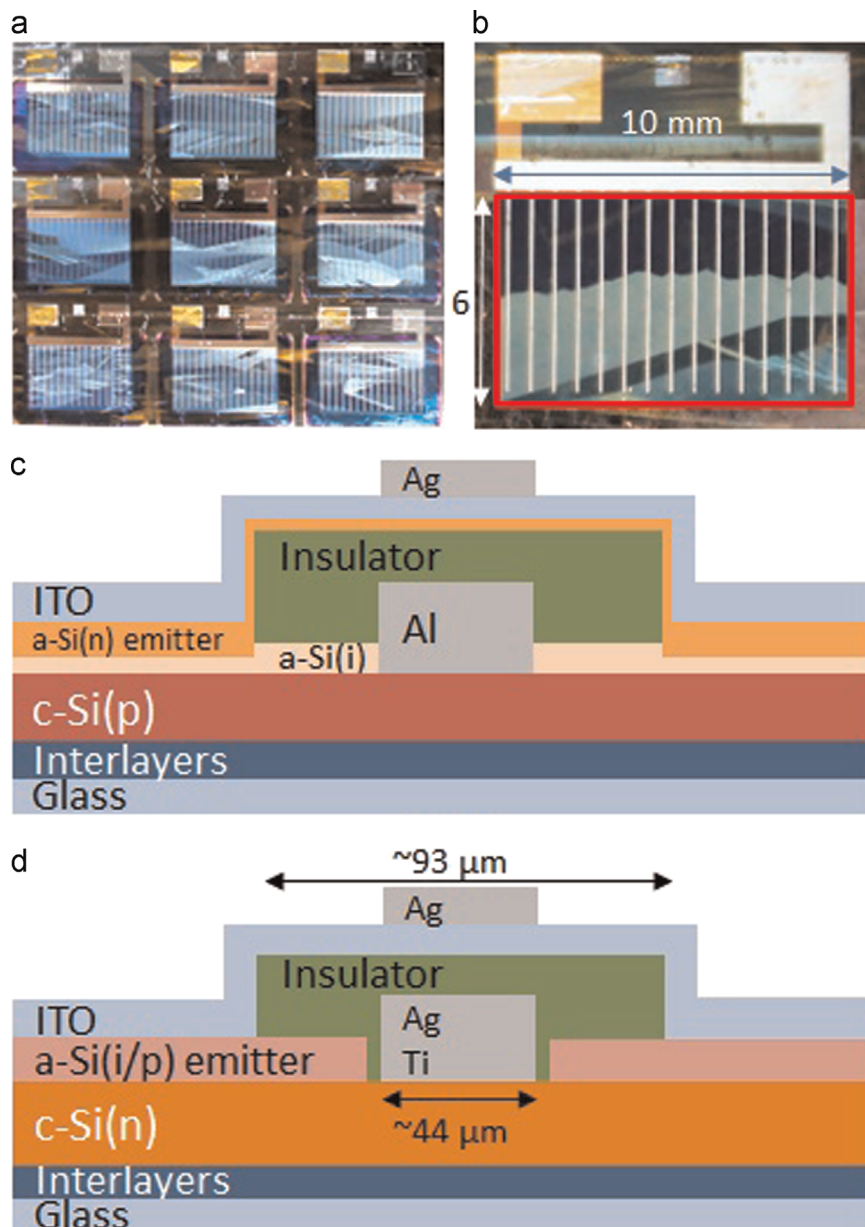 a
b
10 mm
6
c
Ag
Insulator
ITO
Al
a-Si(n) emitter
a-Si(i)
c-Si(p)
Interlayers
Glass
d
~93 μm
Ag
Insulator
ITO
Ag
a-Si(i/p) emitter
Ti
c-Si(n)
~44 μm
Interlayers
Glass